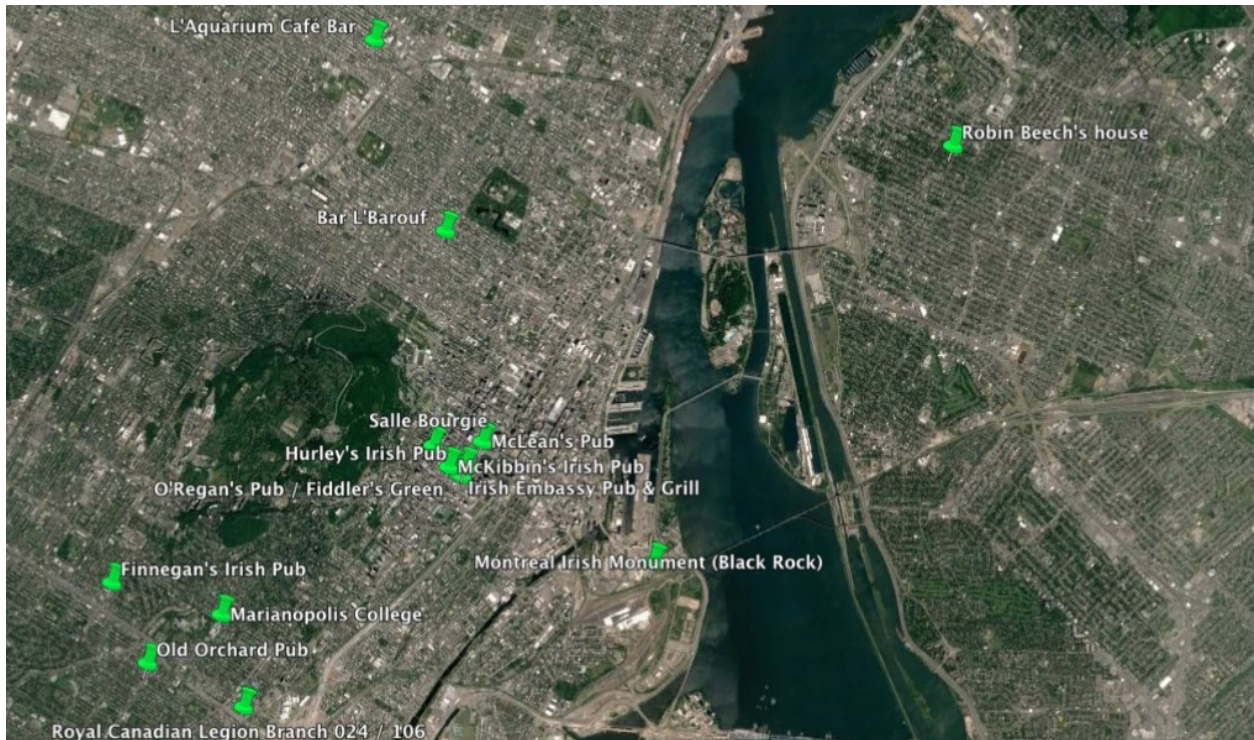 L'Aquarium Café Bar
Robin Beech's house
Bar L'Barouf
Salle Bourgie
McLean's Pub
Hurley's Irish Pub
McKibbin's Irish Pub
O'Regan's Pub / Fiddler's Green
Irish Embassy Pub & Grill
Montreal Irish Monument (Black Rock)
Finnegan's Irish Pub
Marianopolis College
Old Orchard Pub
Royal Canadian Legion Branch 024 / 106